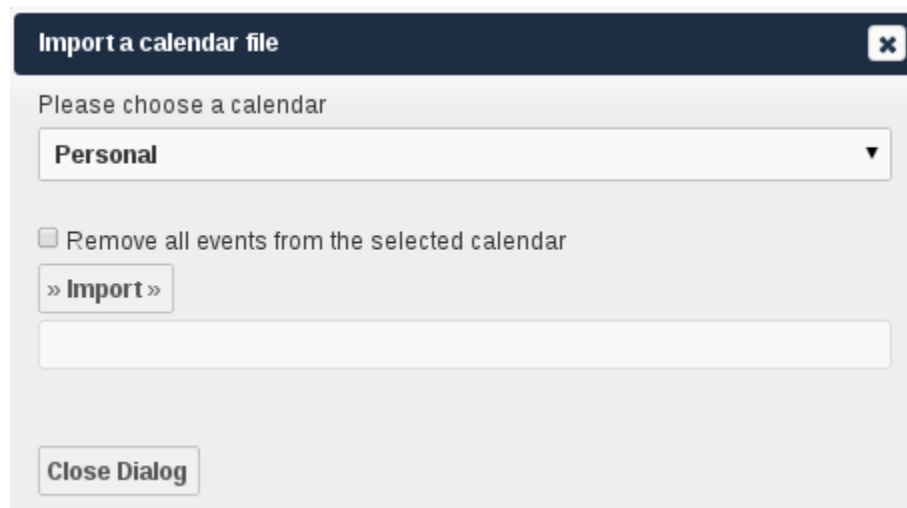 Import a calendar file
Please choose a calendar
Personal
Remove all events from the selected calendar
» Import »
Close Dialog